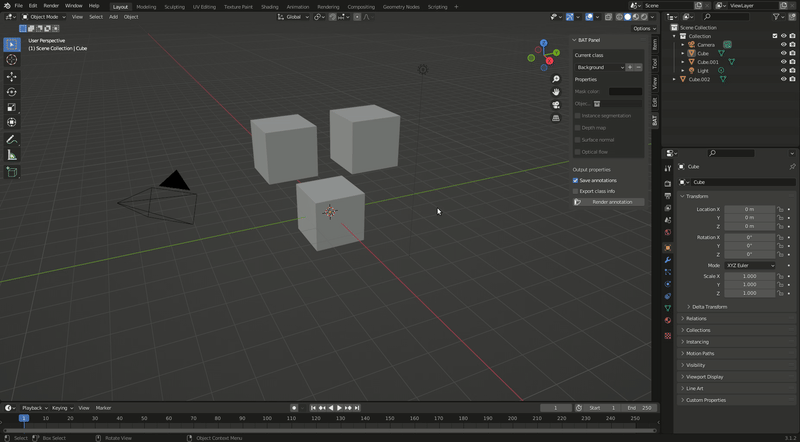 File Edit Render Window Help Layout Modeling Sculpting UV Editing Texture Paint Shading Animation Rendering Compositing Geometry Nodes Scripting + Scene ViewLayer
Object Mode View Select Add Object Global
Options
User Perspective
(1) Scene Collection | Cube
Z
X
BAT Panel
Current class
Background
Properties
Mask color:
Objec...
Instance segmentation
Depth map
Surface normal
Optical flow
Output properties
Save annotations
Export class info
Render annotation
Item
Tool
View
Edit
BAT
Scene Collection
Collection
Camera
Cube
Cube.001
Light
Cube.002
Cube
Cube
Transform
Location X 0 m
Y 0 m
Z 0 m
Rotation X 0°
Y 0°
Z 0°
Mode XYZ Euler
Scale X 1.000
Y 1.000
Z 1.000
Delta Transform
Relations
Collections
Instancing
Motion Paths
Visibility
Viewport Display
Line Art
Custom Properties
Playback Keying View Marker 1 Start 1 End 250
1 10 20 30 40 50 60 70 80 90 100 110 120 130 140 150 160 170 180 190 200 210 220 230 240 250
Select Box Select Rotate View Object Context Menu 3.1.2